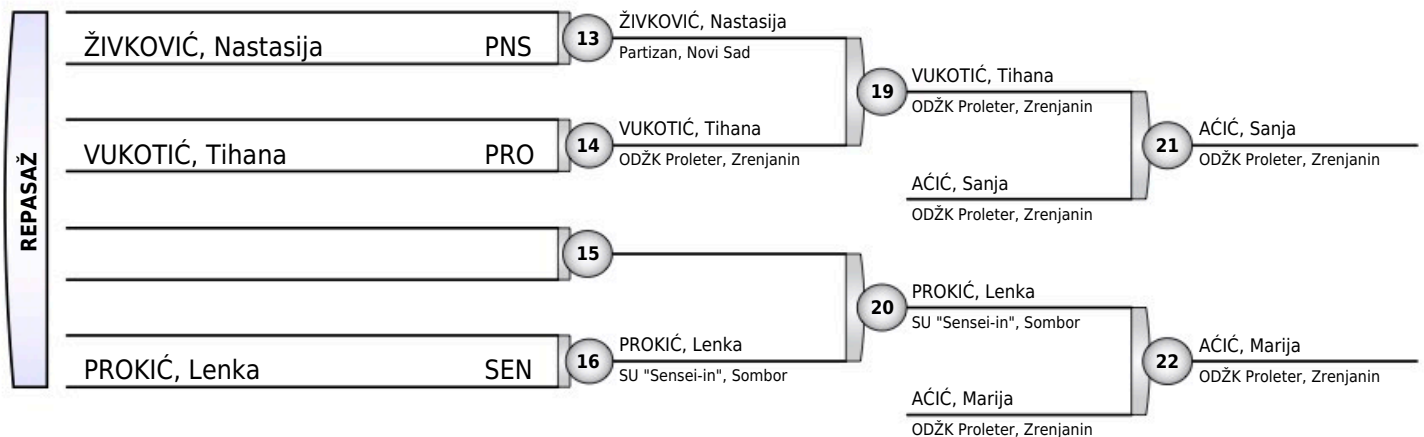 REPASAŽ
ŽIVKOVIĆ, Nastasija PNS
13
ŽIVKOVIĆ, Nastasija
Partizan, Novi Sad
VUKOTIĆ, Tihana PRO
14
VUKOTIĆ, Tihana
ODŽK Proleter, Zrenjanin
15
PROKIĆ, Lenka SEN
16
PROKIĆ, Lenka
SU "Sensei-in", Sombor
19
VUKOTIĆ, Tihana
ODŽK Proleter, Zrenjanin
AĆIĆ, Sanja
ODŽK Proleter, Zrenjanin
20
PROKIĆ, Lenka
SU "Sensei-in", Sombor
AĆIĆ, Marija
ODŽK Proleter, Zrenjanin
21
AĆIĆ, Sanja
ODŽK Proleter, Zrenjanin
22
AĆIĆ, Marija
ODŽK Proleter, Zrenjanin